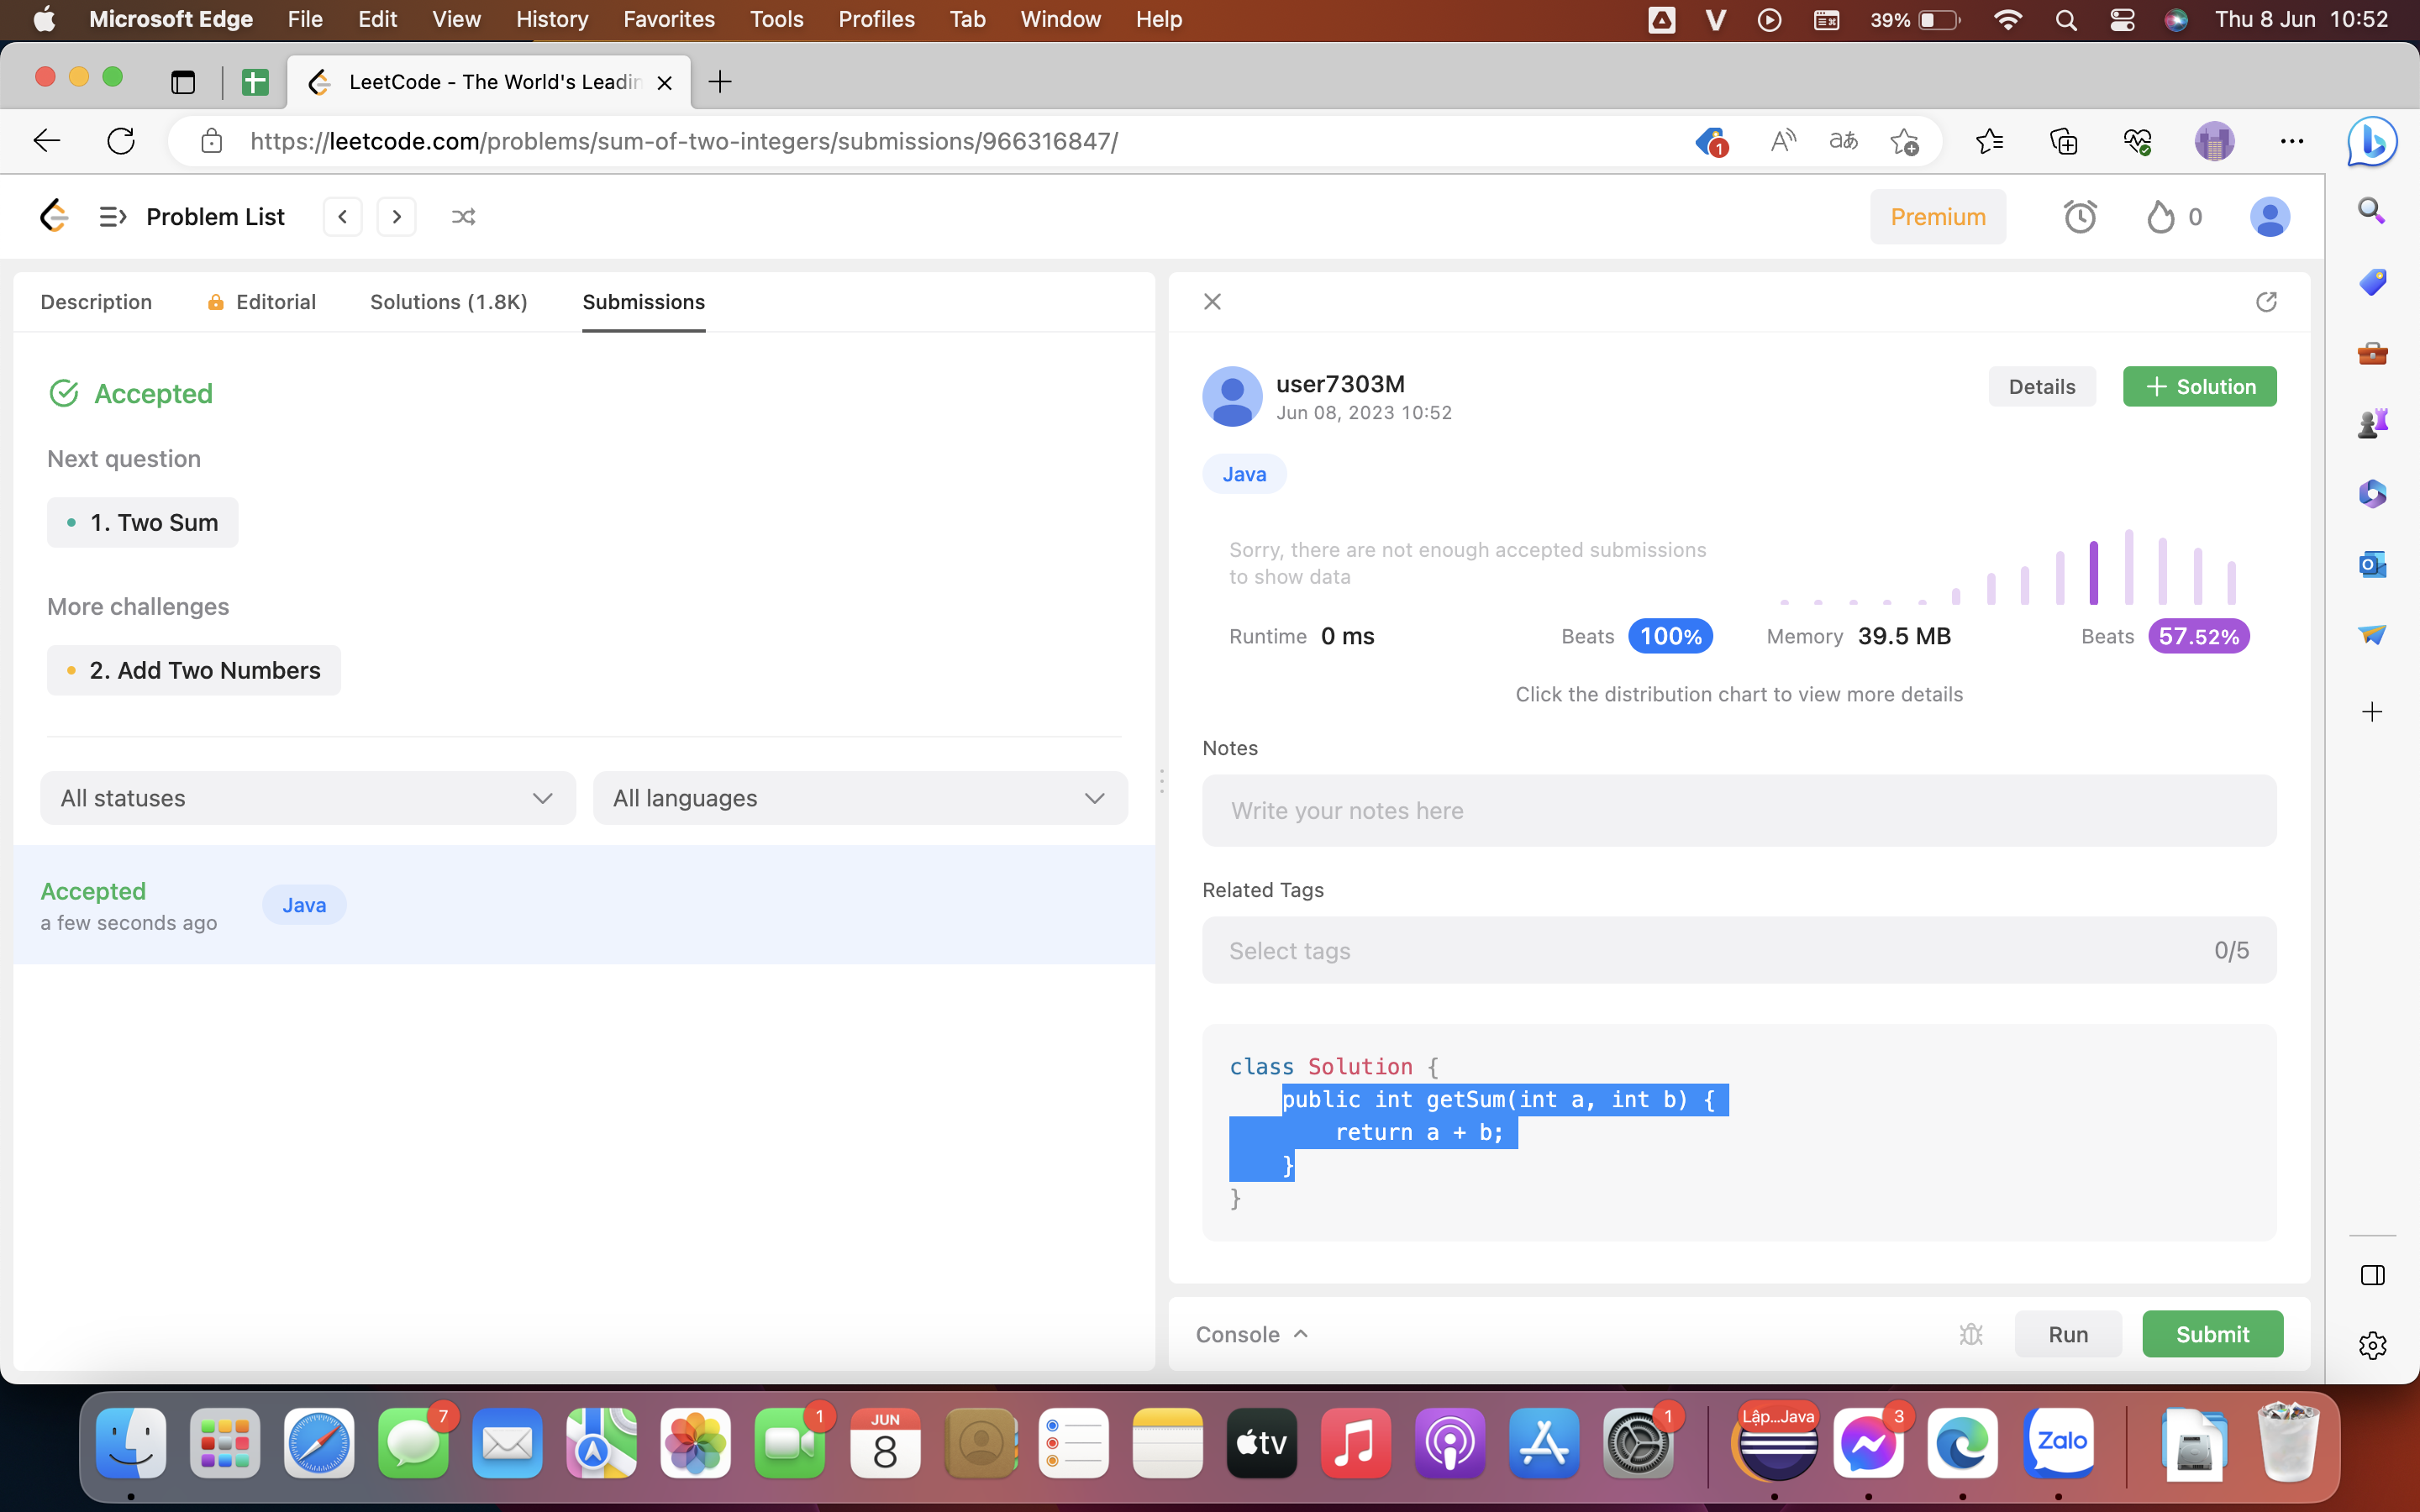 Microsoft Edge File Edit View History Favorites Tools Profiles Tab Window Help 39% Thu 8 Jun 10:52
LeetCode - The World's Leadin
https://leetcode.com/problems/sum-of-two-integers/submissions/966316847/ 1
Problem List Premium 0
Description Editorial Solutions (1.8K) Submissions
Accepted
Next question
1. Two Sum
More challenges
2. Add Two Numbers
All statuses All languages
Accepted
a few seconds ago
Java
user7303M
Jun 08, 2023 10:52
Details + Solution
Java
Sorry, there are not enough accepted submissions
to show data
Runtime 0 ms Beats 100% Memory 39.5 MB Beats 57.52%
Click the distribution chart to view more details
Notes
Write your notes here
Related Tags
Select tags 0/5
class Solution {
public int getSum(int a, int b) {
return a + b;
}
}
Console Run Submit
7 1 JUN 8 tv 1 Lập...Java 3 Zalo